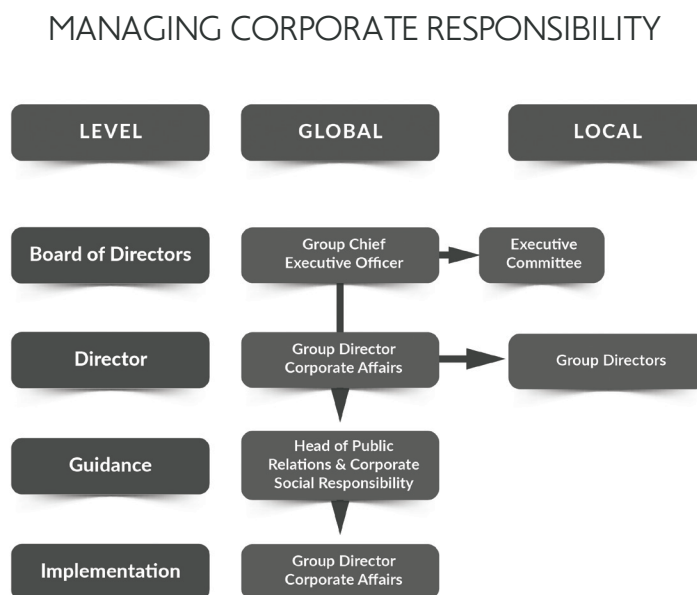 MANAGING CORPORATE RESPONSIBILITY
LEVEL
GLOBAL
LOCAL
Board of Directors
Group Chief
Executive Officer
Executive
Committee
Director
Group Director
Corporate Affairs
Group Directors
Guidance
Head of Public
Relations & Corporate
Social Responsibility
Implementation
Group Director
Corporate Affairs